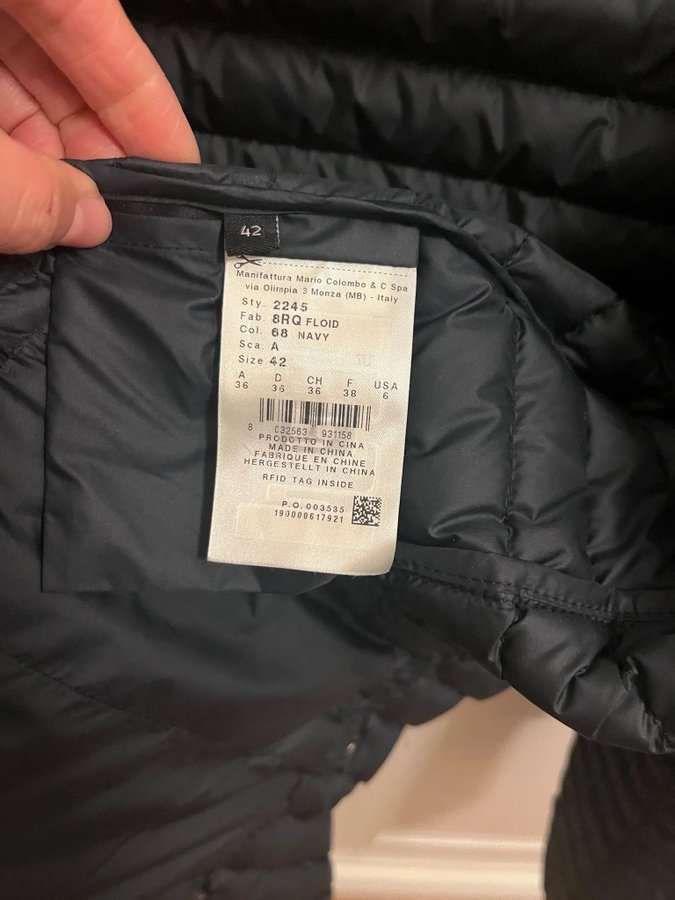 42
Manifattura Mario Colombo & C Spa
via Olimpia 3 Monza (MB) - Italy
Sty. 2245
Fab. 8RQ FLOID
Col. 68 NAVY
Sca. A
Size 42
A D CH F USA
36 36 36 38 6
8 032563 931158
PRODOTTO IN CINA
MADE IN CHINA
FABRIQUE EN CHINE
HERGESTELLT IN CHINA
RFID TAG INSIDE
P.O. 003535
190000617921